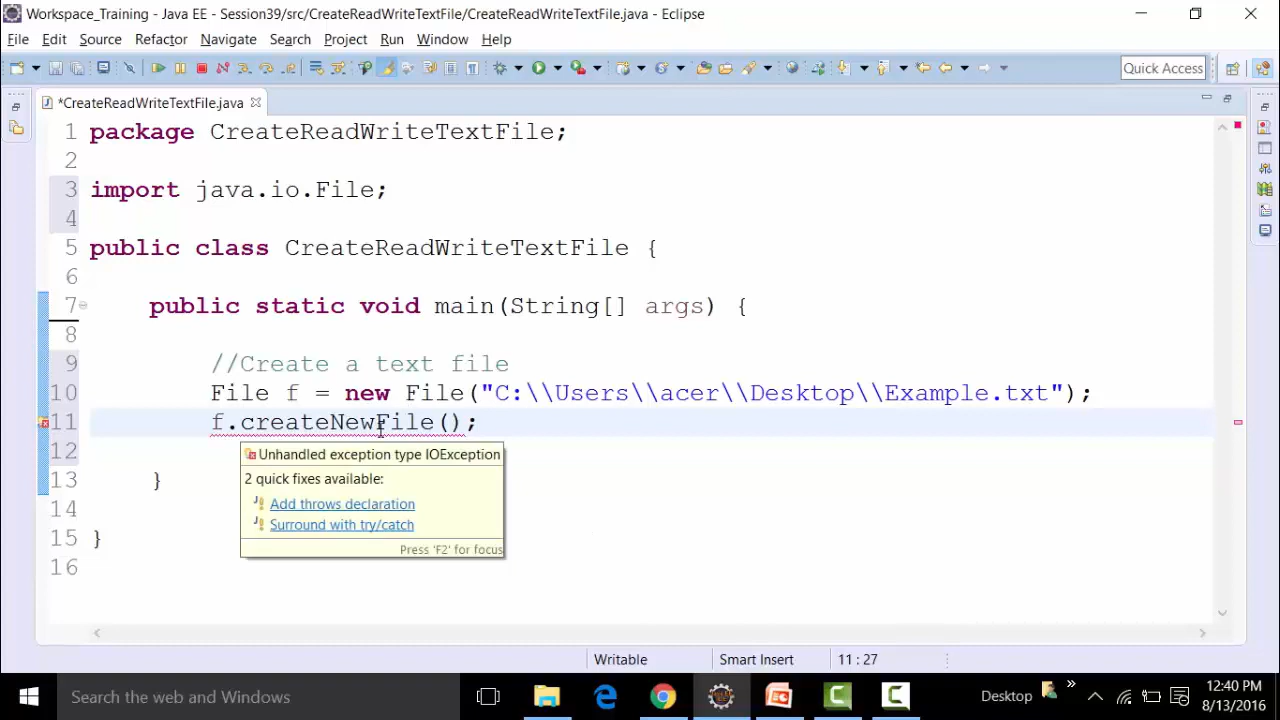 Workspace_Training - Java EE - Session39/src/CreateReadWriteTextFile/CreateReadWriteTextFile.java - Eclipse
File Edit Source Refactor Navigate Search Project Run Window Help
Quick Access
*CreateReadWriteTextFile.java
1 package CreateReadWriteTextFile;
2
3 import java.io.File;
4
5 public class CreateReadWriteTextFile {
6
7 public static void main(String[] args) {
8
9 //Create a text file
10 File f = new File("C:\\Users\\acer\\Desktop\\Example.txt");
11 f.createNewFile();
12
Unhandled exception type IOException
2 quick fixes available:
Add throws declaration
Surround with try/catch
Press 'F2' for focus
13 }
14
15 }
16
Writable Smart Insert 11 : 27
Search the web and Windows
Desktop
12:40 PM
8/13/2016